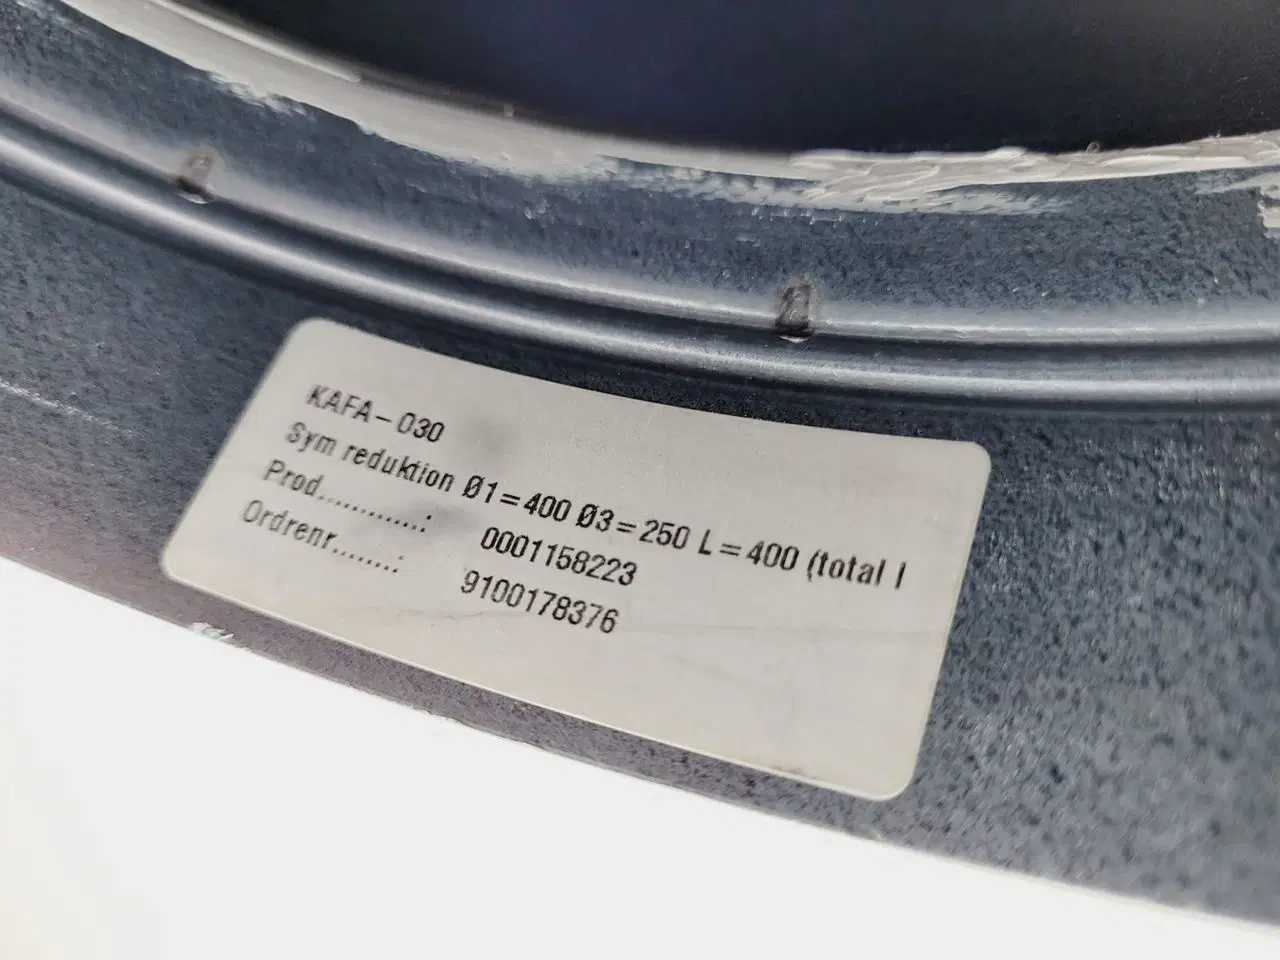 KAFA-030
Sym reduktion Ø1=400 Ø3=250 L=400 (total l
Prod.............: 0001158223
Ordrenr........: 9100178376